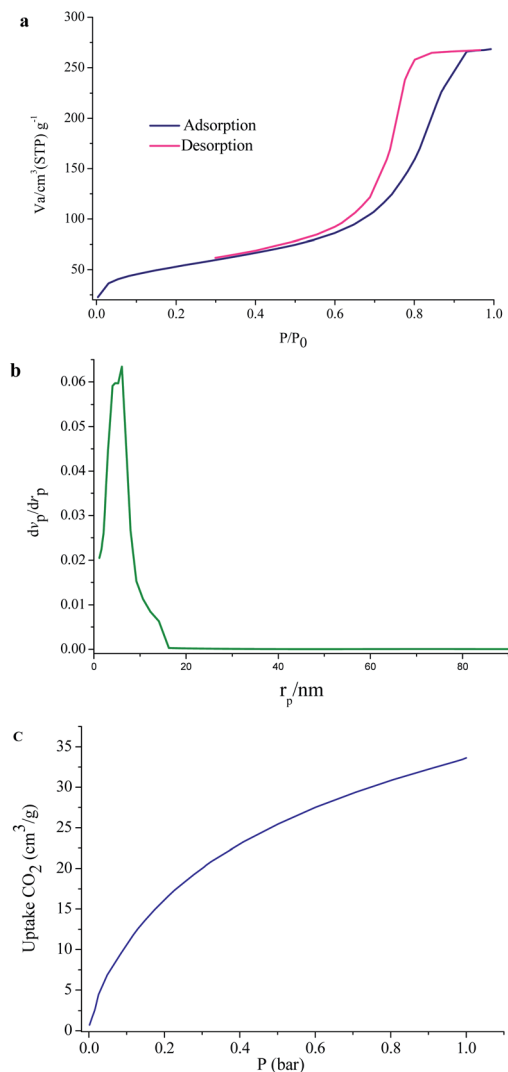 a
300
250
200
150
100
50
Va/cm³(STP) g⁻¹
Adsorption
Desorption
0.0 0.2 0.4 0.6 0.8 1.0
P/P₀
b
0.06
0.05
0.04
0.03
0.02
0.01
0.00
dvₚ/drₚ
0 20 40 60 80
rₚ/nm
C
35
30
25
20
15
10
5
0
Uptake CO₂ (cm³/g)
0.0 0.2 0.4 0.6 0.8 1.0
P (bar)